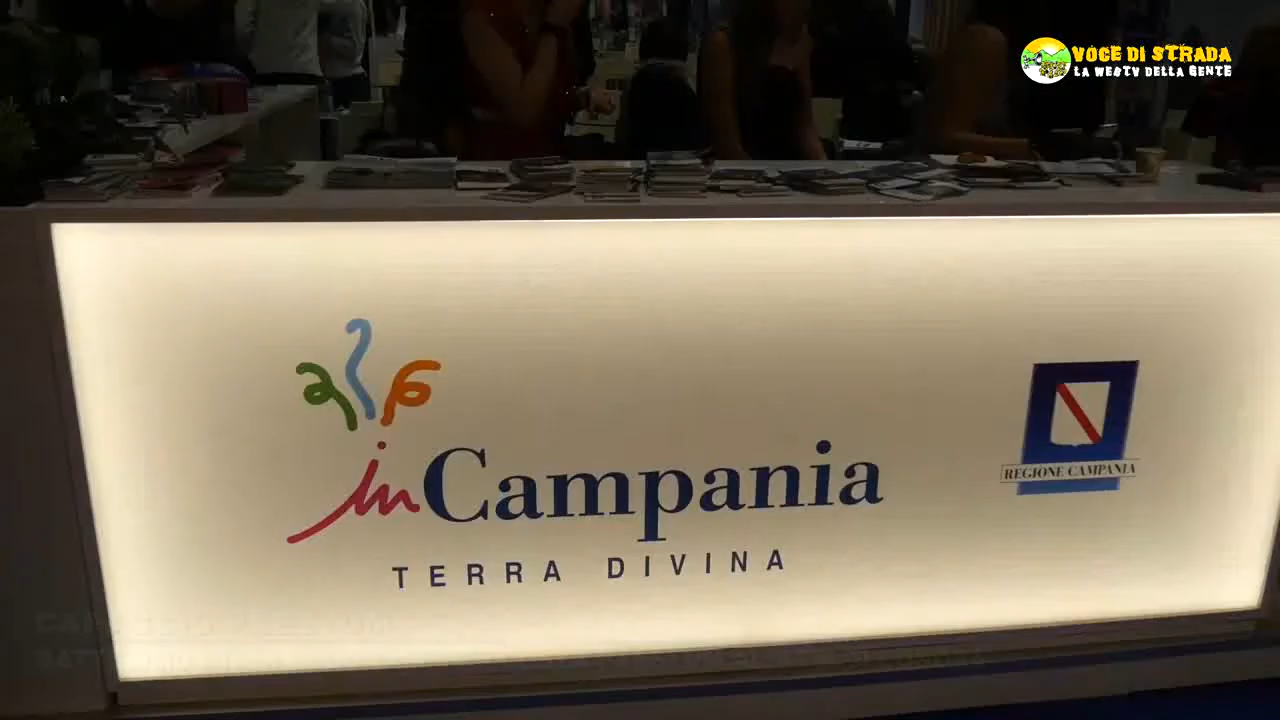 VOCE DI STRADA
LA WEBTV DELLA GENTE
inCampania
TERRA DIVINA
REGIONE CAMPANIA